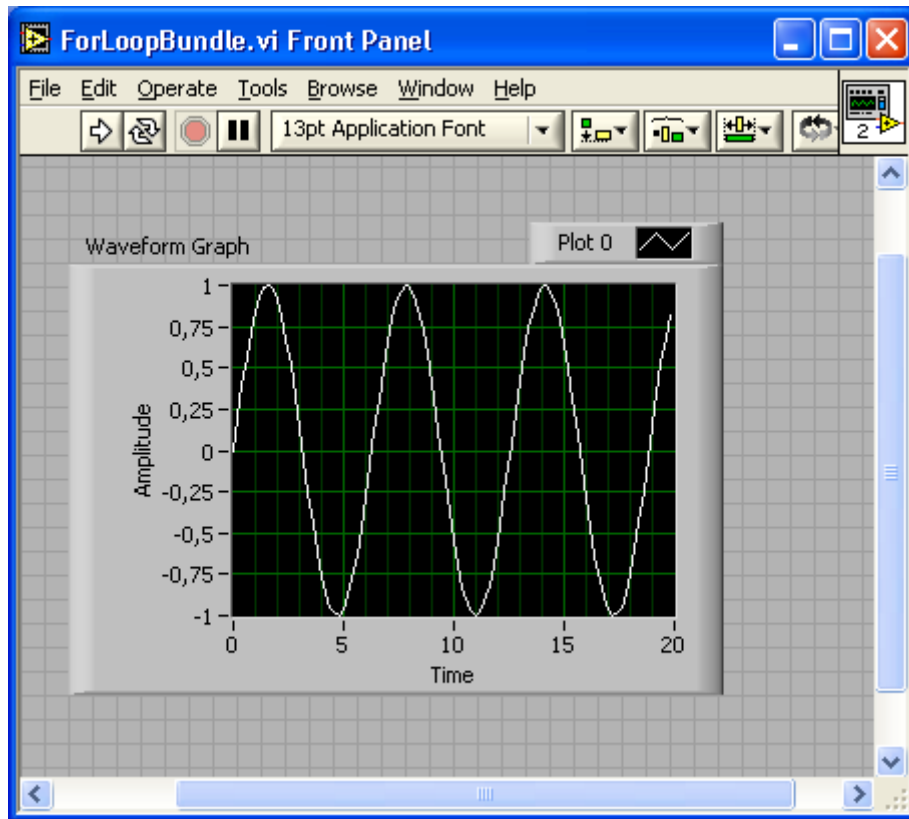 ForLoopBundle.vi Front Panel
File Edit Operate Tools Browse Window Help
13pt Application Font
2
Waveform Graph
Plot 0
1
0,75
0,5
0,25
0
-0,25
-0,5
-0,75
-1
Amplitude
0 5 10 15 20
Time